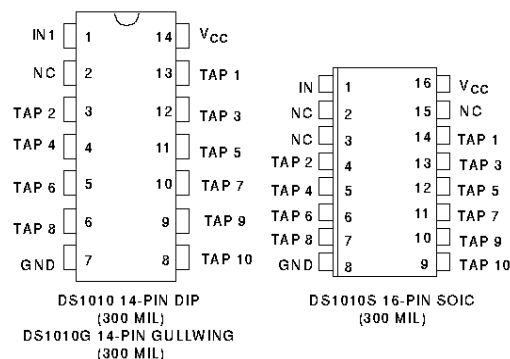 IN1 1 14 VCC
NC 2 13 TAP 1
TAP 2 3 12 TAP 3
TAP 4 4 11 TAP 5
TAP 6 5 10 TAP 7
TAP 8 6 9 TAP 9
GND 7 8 TAP 10
DS1010 14-PIN DIP
(300 MIL)
DS1010G 14-PIN GULLWING
(300 MIL)
IN 1 16 VCC
NC 2 15 NC
NC 3 14 TAP 1
TAP 2 4 13 TAP 3
TAP 4 5 12 TAP 5
TAP 6 6 11 TAP 7
TAP 8 7 10 TAP 9
GND 8 9 TAP 10
DS1010S 16-PIN SOIC
(300 MIL)